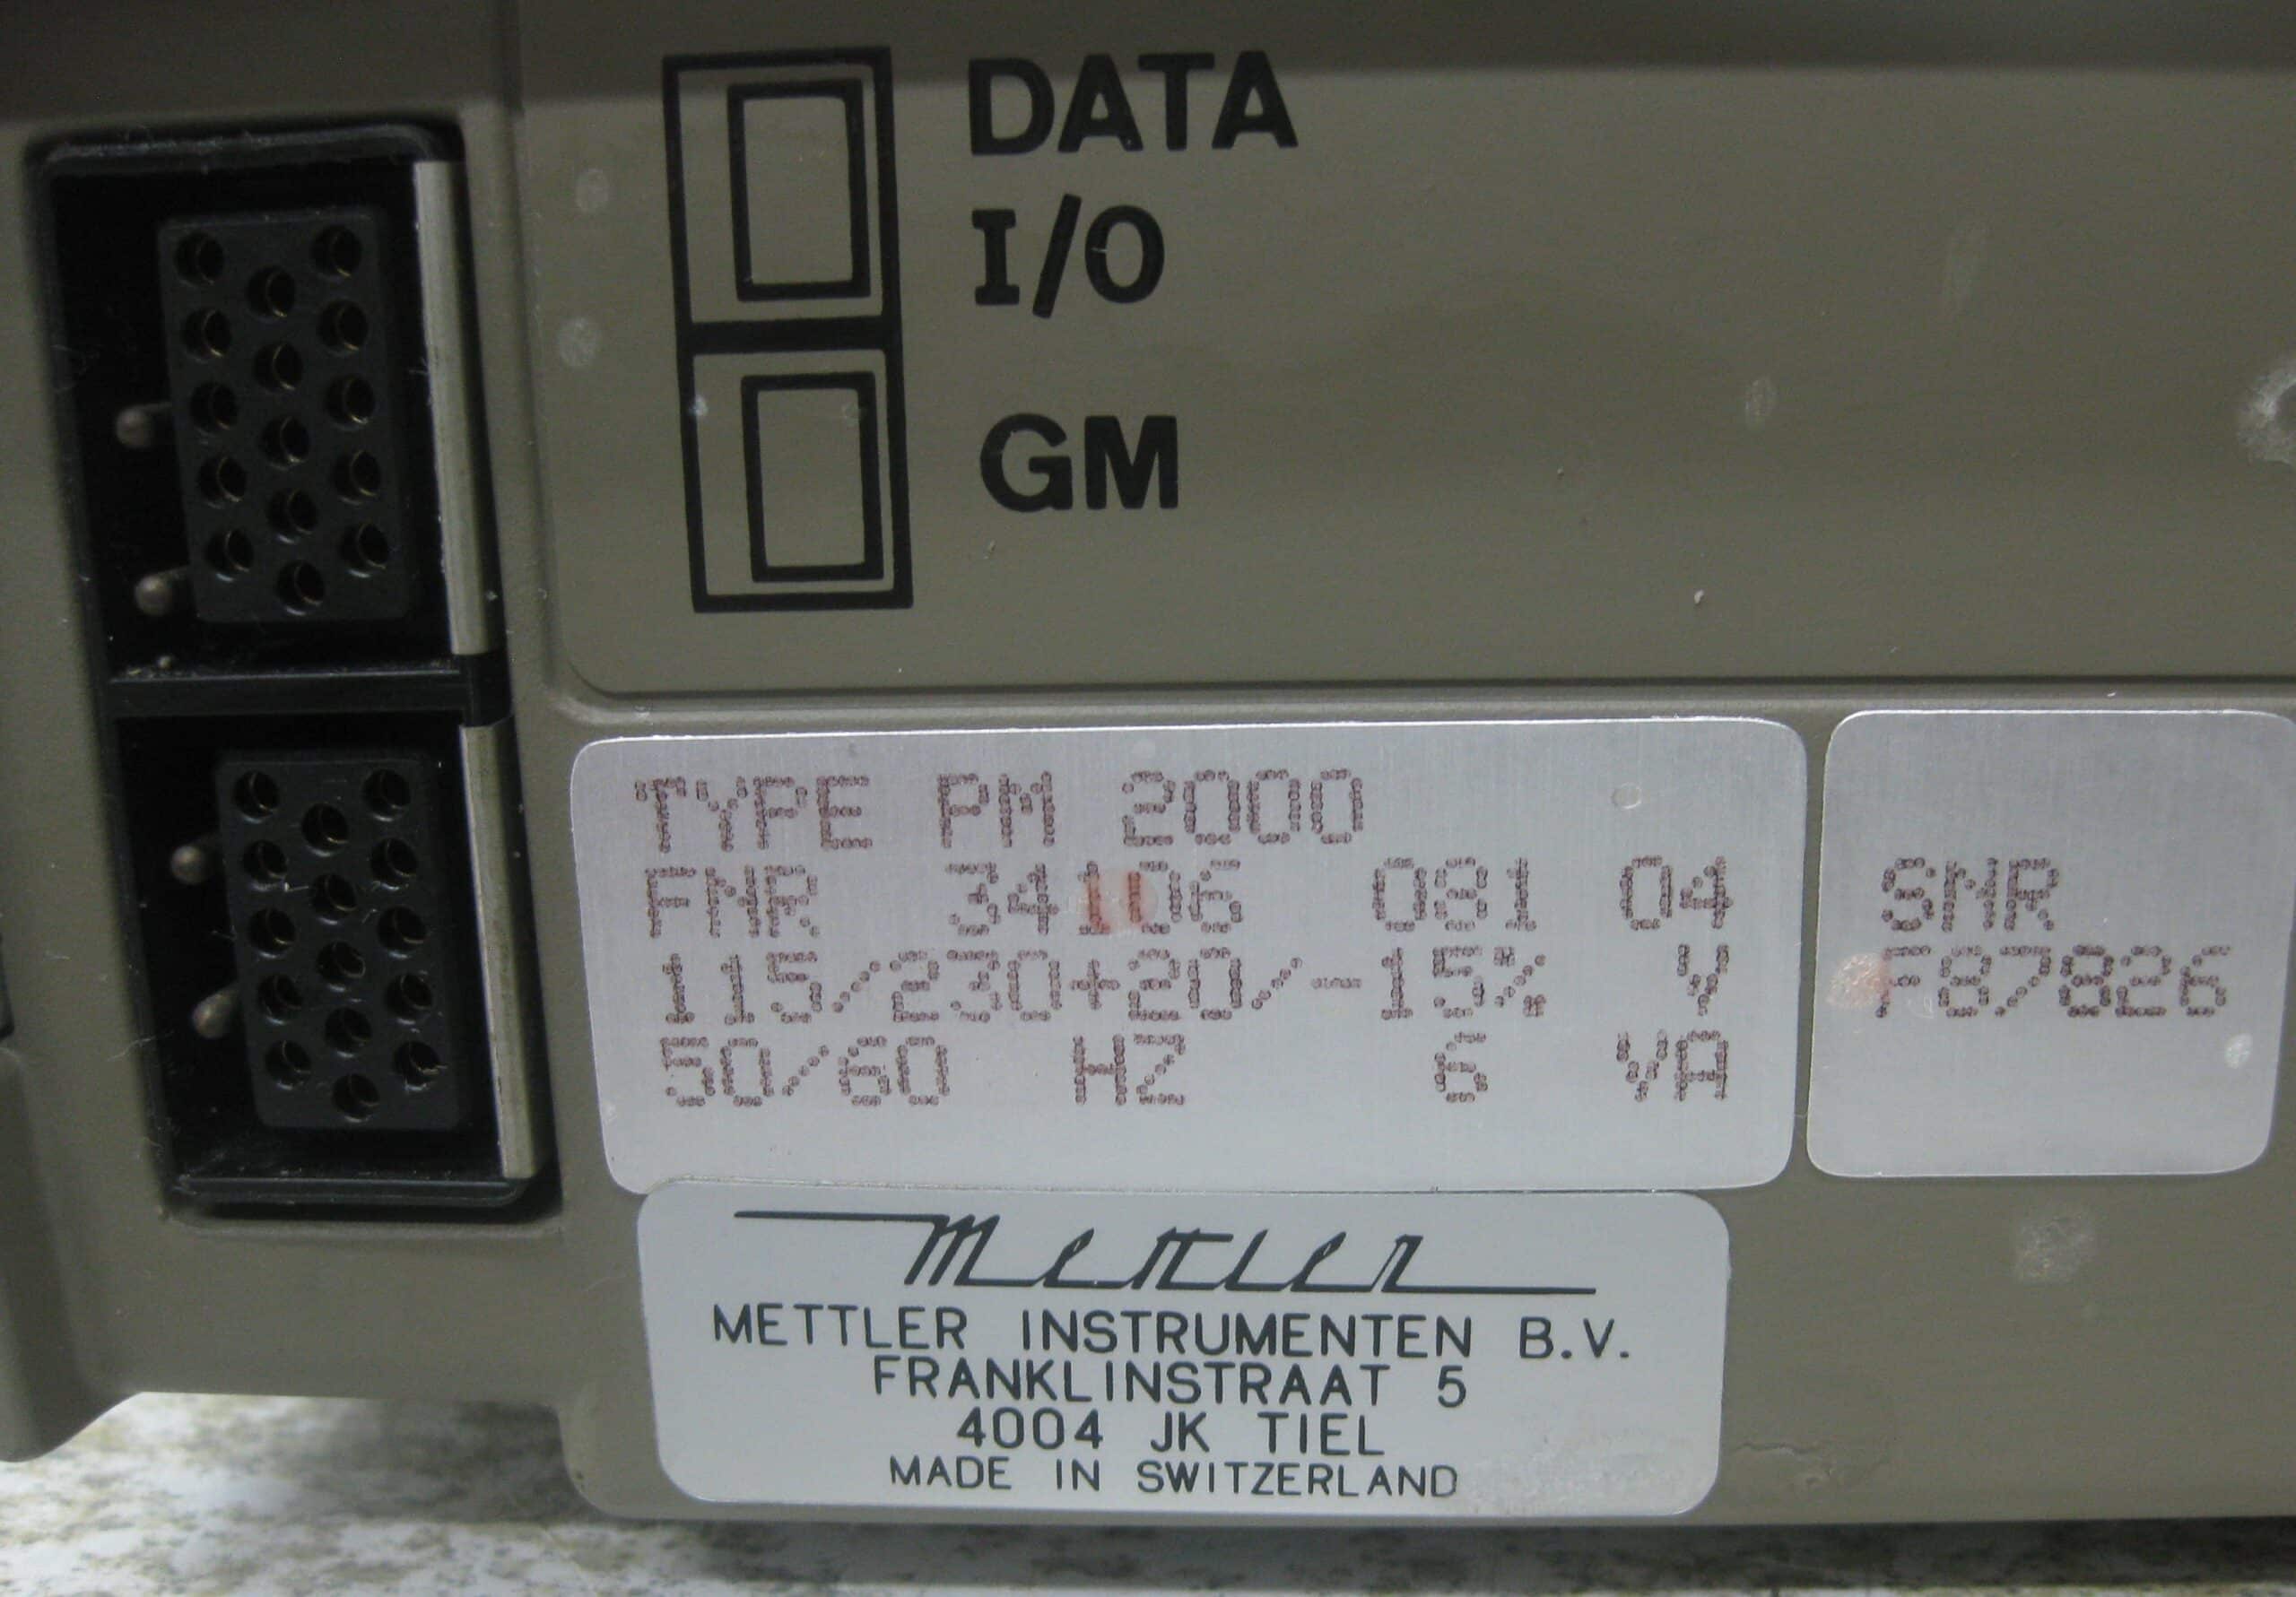 DATA
I/O
GM
TYPE PM 2000
FNR 34 081 04
115/230+20/-15% V
50/60 HZ 6 VA
SNR
F87826
Mettler
METTLER INSTRUMENTEN B.V.
FRANKLINSTRAAT 5
4004 JK TIEL
MADE IN SWITZERLAND